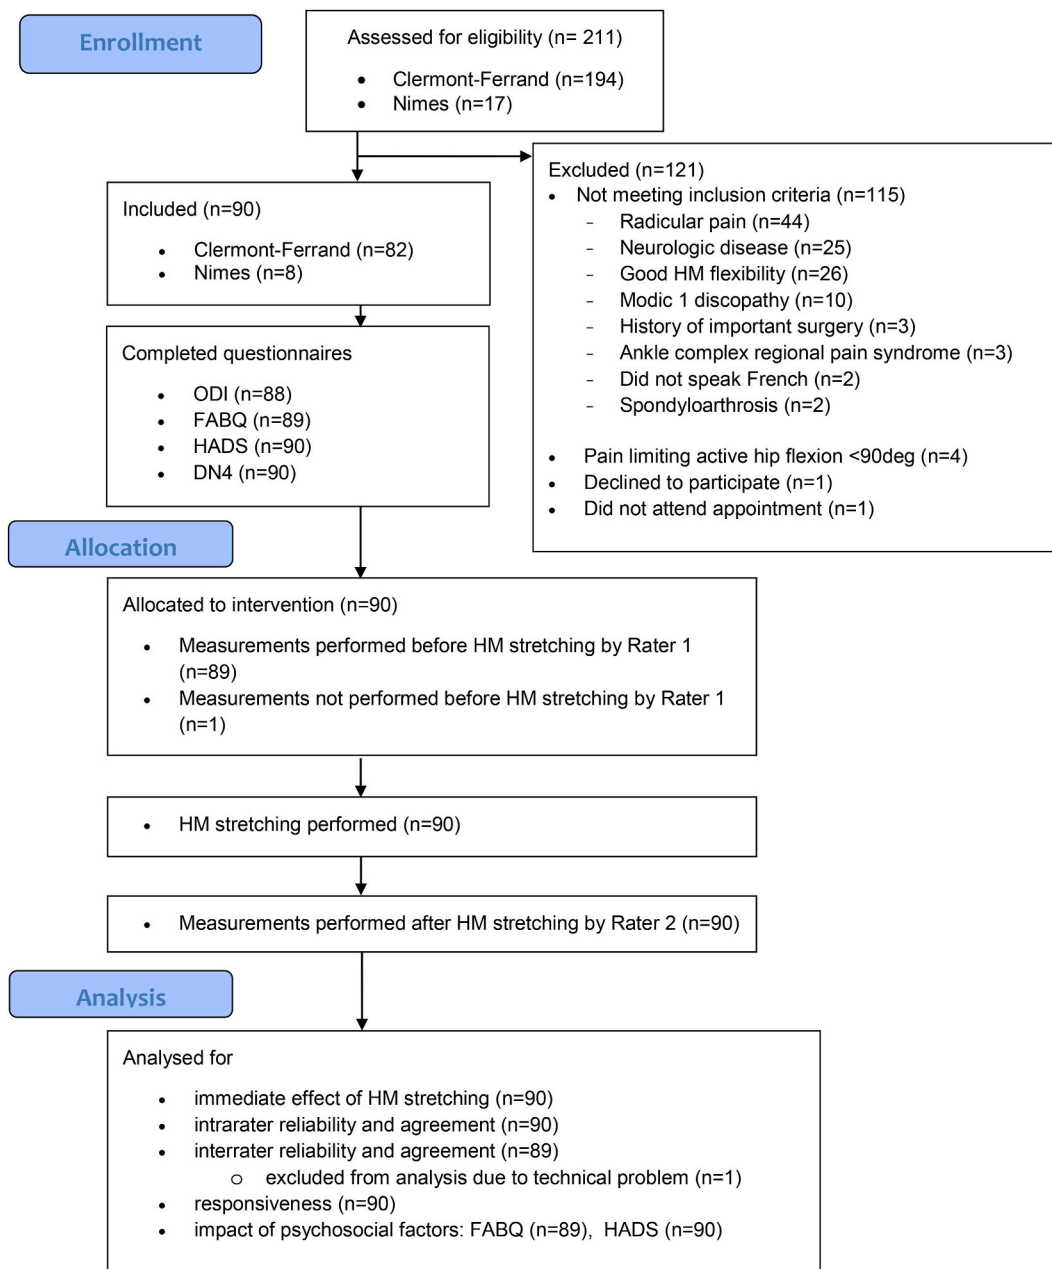 Enrollment
Assessed for eligibility (n= 211)
• Clermont-Ferrand (n=194)
• Nimes (n=17)
Excluded (n=121)
• Not meeting inclusion criteria (n=115)
- Radicular pain (n=44)
- Neurologic disease (n=25)
- Good HM flexibility (n=26)
- Modic 1 discopathy (n=10)
- History of important surgery (n=3)
- Ankle complex regional pain syndrome (n=3)
- Did not speak French (n=2)
- Spondyloarthrosis (n=2)
• Pain limiting active hip flexion <90deg (n=4)
• Declined to participate (n=1)
• Did not attend appointment (n=1)
Included (n=90)
• Clermont-Ferrand (n=82)
• Nimes (n=8)
Completed questionnaires
• ODI (n=88)
• FABQ (n=89)
• HADS (n=90)
• DN4 (n=90)
Allocation
Allocated to intervention (n=90)
• Measurements performed before HM stretching by Rater 1
(n=89)
• Measurements not performed before HM stretching by Rater 1
(n=1)
• HM stretching performed (n=90)
• Measurements performed after HM stretching by Rater 2 (n=90)
Analysis
Analysed for
• immediate effect of HM stretching (n=90)
• intrarater reliability and agreement (n=90)
• interrater reliability and agreement (n=89)
o excluded from analysis due to technical problem (n=1)
• responsiveness (n=90)
• impact of psychosocial factors: FABQ (n=89), HADS (n=90)